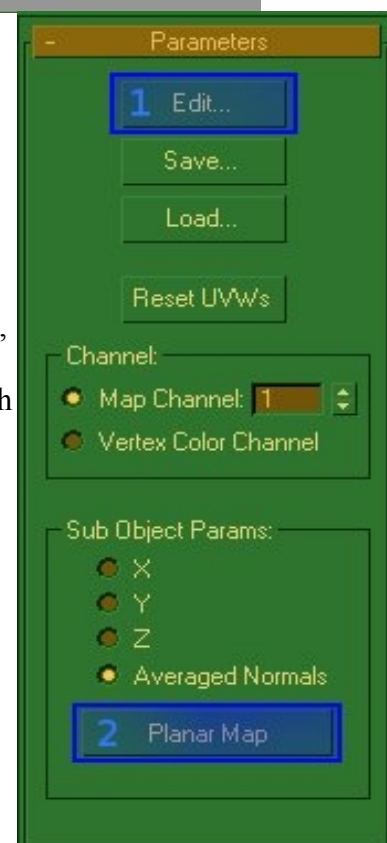 - Parameters
1 Edit...
Save...
Load...
Reset UVWs
,
Channel:
h
Map Channel: 1
Vertex Color Channel
Sub Object Params:
X
Y
Z
Averaged Normals
2 Planar Map